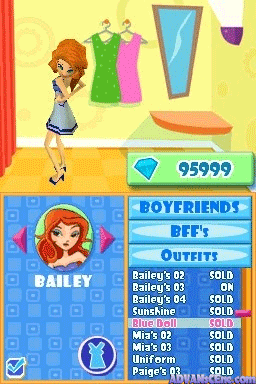 95999
BOYFRIENDS
BFF's
OUTFITS
BAILEY
Bailey's 02 SOLD
Bailey's 03 ON
Bailey's 04 SOLD
Sunshine SOLD
Blue Doll SOLD
Mia's 02 SOLD
Mia's 03 SOLD
Uniform SOLD
Paige's 03 SOLD
ADVANSCENE.COM